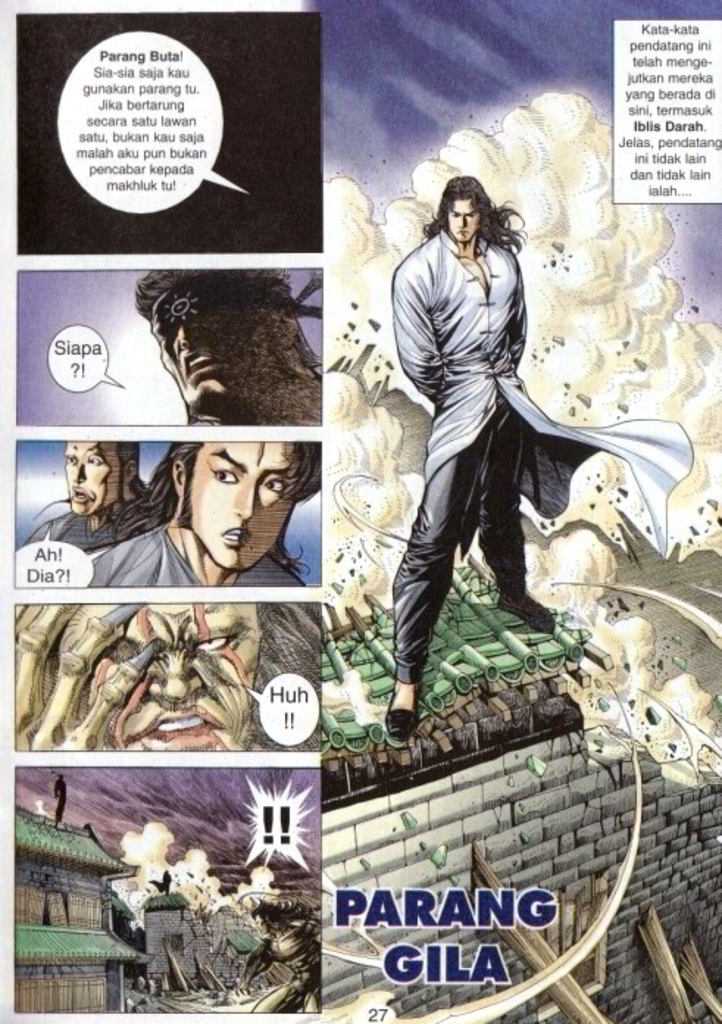 Parang Buta!
Sia-sia saja kau
gunakan parang tu.
Jika bertarung
secara satu lawan
satu, bukan kau saja
malah aku pun bukan
pencabar kepada
makhluk tu!
Siapa
?!
Ah!
Dia?!
Huh
!!
!!
Kata-kata
pendatang ini
telah menge-
jutkan mereka
yang berada di
sini, termasuk
Iblis Darah.
Jelas, pendatang
ini tidak lain
dan tidak lain
ialah....
PARANG
GILA
27